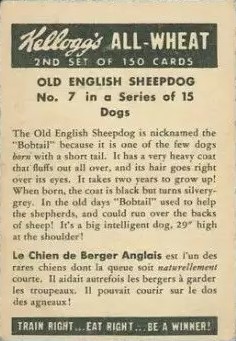 Kellogg's ALL-WHEAT
2ND SET OF 150 CARDS
OLD ENGLISH SHEEPDOG
No. 7 in a Series of 15
Dogs
The Old English Sheepdog is nicknamed the
"Bobtail" because it is one of the few dogs
born with a short tail. It has a very heavy coat
that fluffs out all over, and its hair goes right
over its eyes. It takes two years to grow up!
When born, the coat is black but turns silvery-
grey. In the old days "Bobtail" used to help
the shepherds, and could run over the backs
of sheep! It's a big intelligent dog, 29" high
at the shoulder!
Le Chien de Berger Anglais est l'un des
rares chiens dont la queue soit naturellement
courte. Il aidait autrefois les bergers à garder
les troupeaux. Il pouvait courir sur le dos
des agneaux!
TRAIN RIGHT...EAT RIGHT...BE A WINNER!